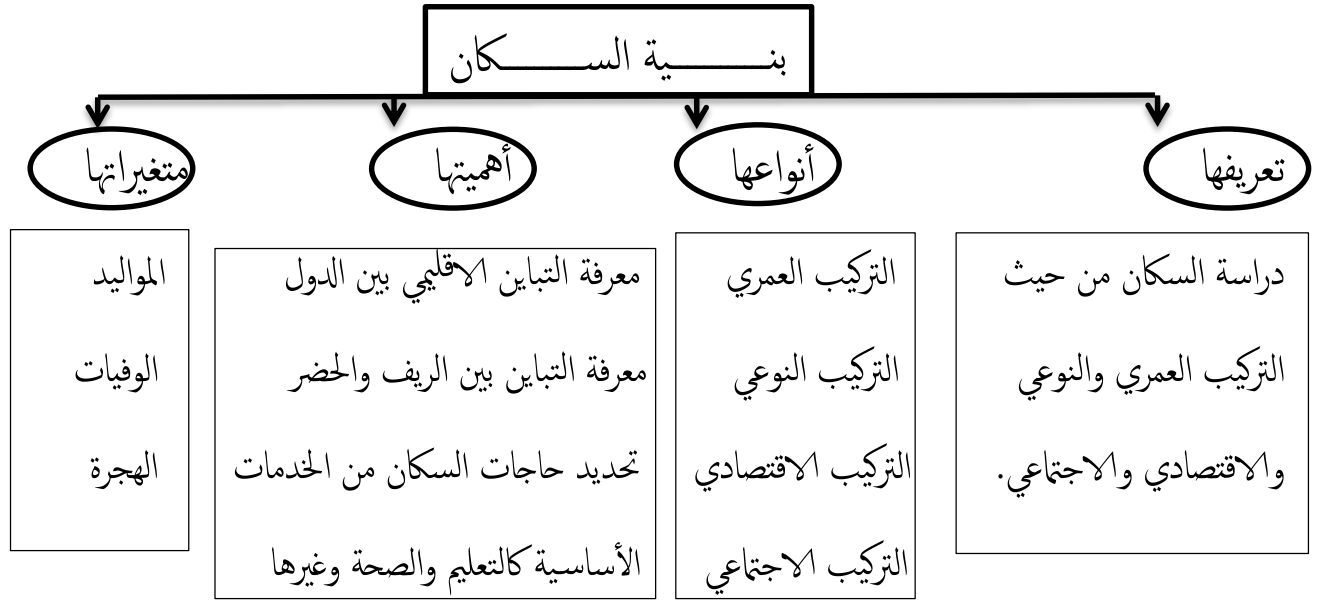 بنية السكان
تعريفها
أنواعها
أهميتها
متغيراتها
دراسة السكان من حيث
التركيب العمري والنوعي
والاقتصادي والاجتماعي.
التركيب العمري
التركيب النوعي
التركيب الاقتصادي
التركيب الاجتماعي
معرفة التباين الاقليمي بين الدول
معرفة التباين بين الريف والحضر
تحديد حاجات السكان من الخدمات
الأساسية كالتعليم والصحة وغيرها
المواليد
الوفيات
الهجرة